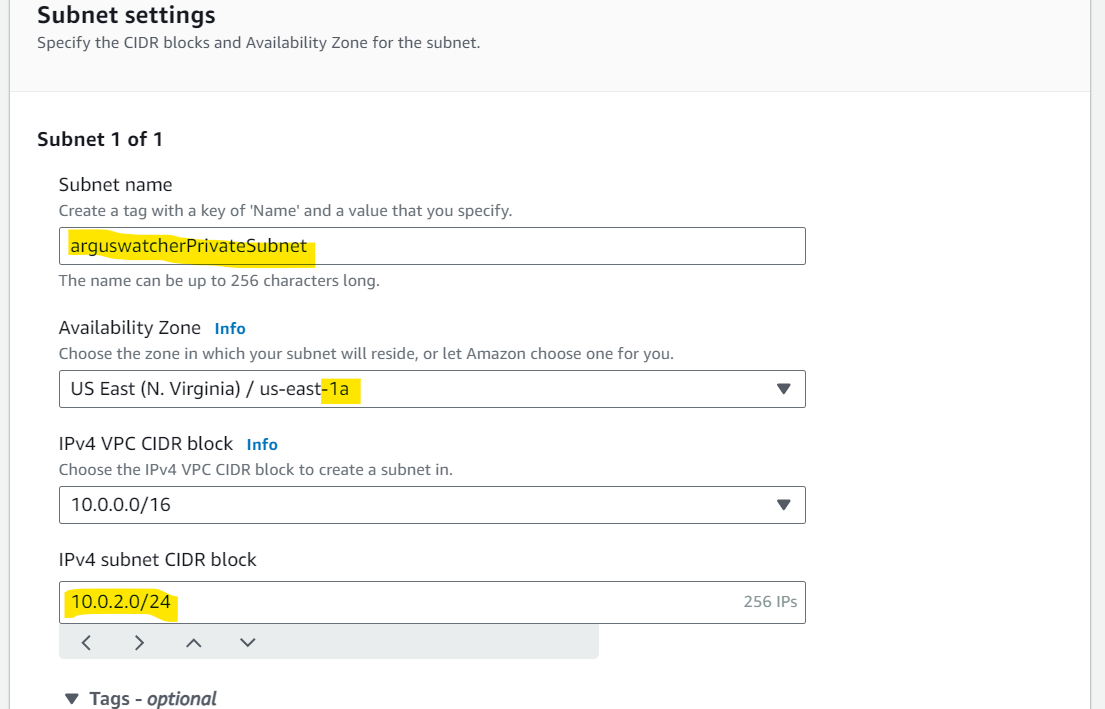 Subnet settings
Specify the CIDR blocks and Availability Zone for the subnet.
Subnet 1 of 1
Subnet name
Create a tag with a key of 'Name' and a value that you specify.
arguswatcherPrivateSubnet
The name can be up to 256 characters long.
Availability Zone Info
Choose the zone in which your subnet will reside, or let Amazon choose one for you.
US East (N. Virginia) / us-east-1a
IPv4 VPC CIDR block Info
Choose the IPv4 VPC CIDR block to create a subnet in.
10.0.0.0/16
IPv4 subnet CIDR block
10.0.2.0/24 256 IPs
Tags - optional